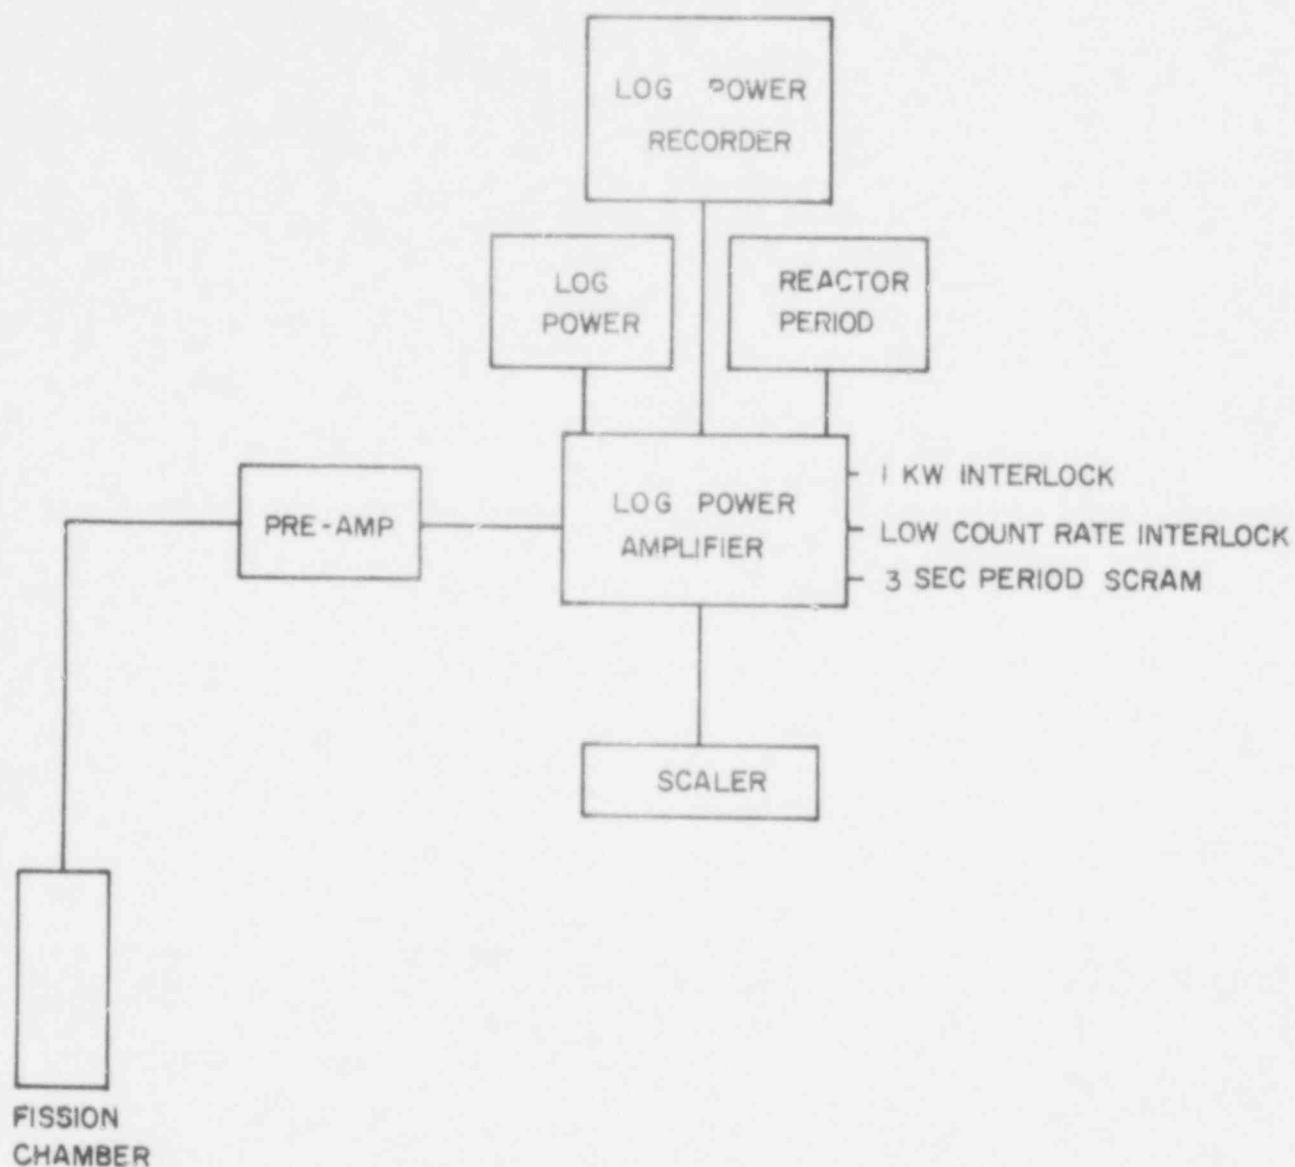 LOG POWER
RECORDER
LOG
POWER
REACTOR
PERIOD
PRE-AMP
LOG POWER
AMPLIFIER
1 KW INTERLOCK
LOW COUNT RATE INTERLOCK
3 SEC PERIOD SCRAM
SCALER
FISSION
CHAMBER